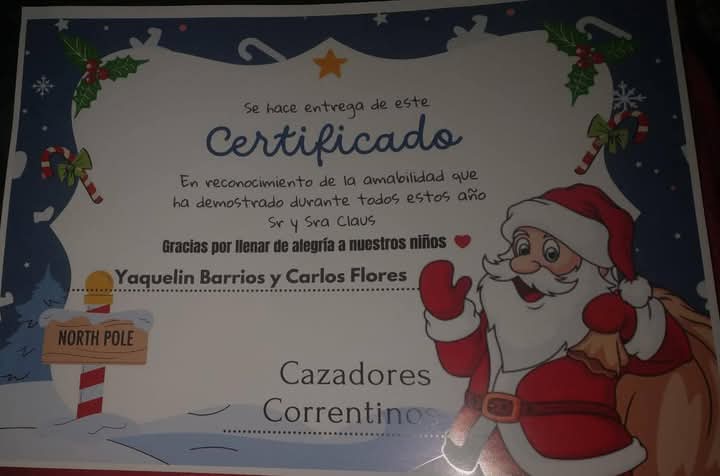 Se hace entrega de este
Certificado
En reconocimiento de la amabilidad que
ha demostrado durante todos estos año
Sr y Sra Claus
Gracias por llenar de alegría a nuestros niños
Yaquelin Barrios y Carlos Flores
NORTH POLE
Cazadores
Correntinos